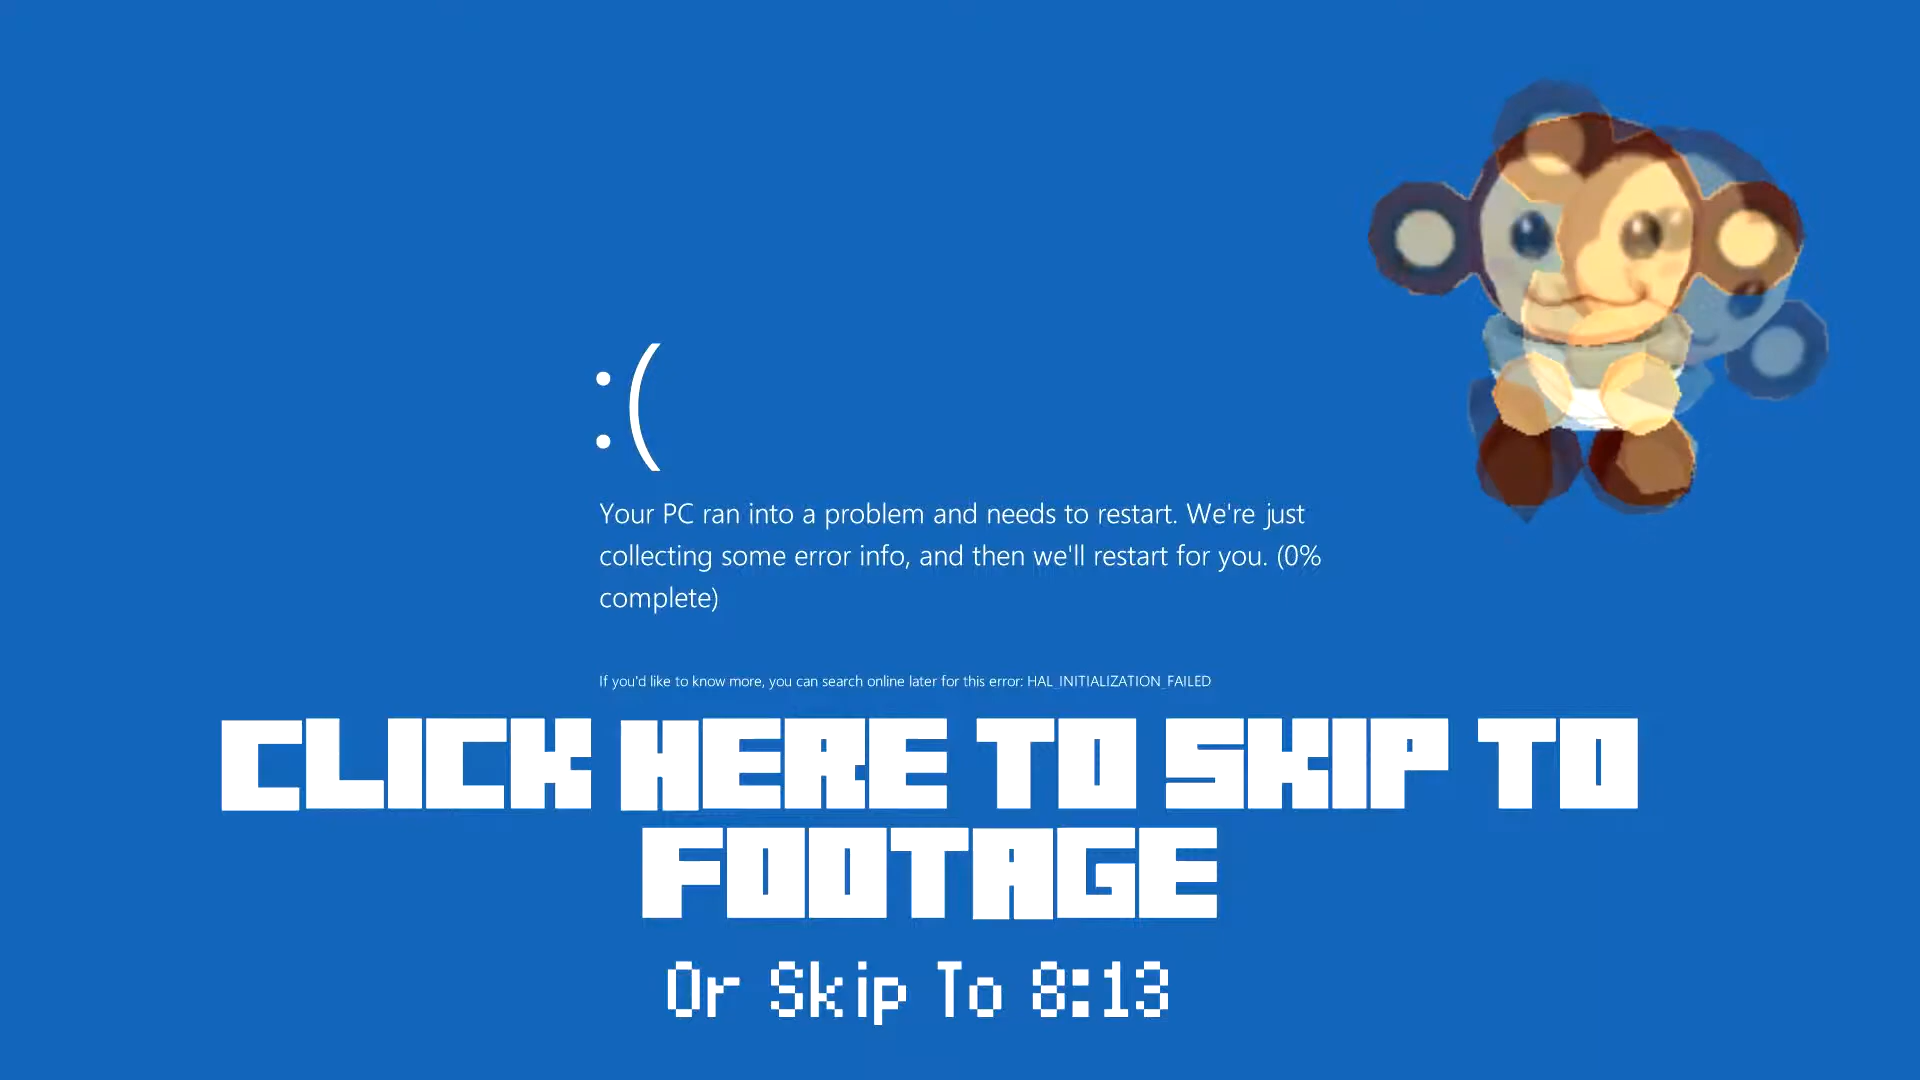 :(
Your PC ran into a problem and needs to restart. We're just
collecting some error info, and then we'll restart for you. (0%
complete)
If you'd like to know more, you can search online later for this error: HAL_INITIALIZATION_FAILED
CLICK HERE TO SKIP TO
FOOTAGE
Or Skip To 8:13